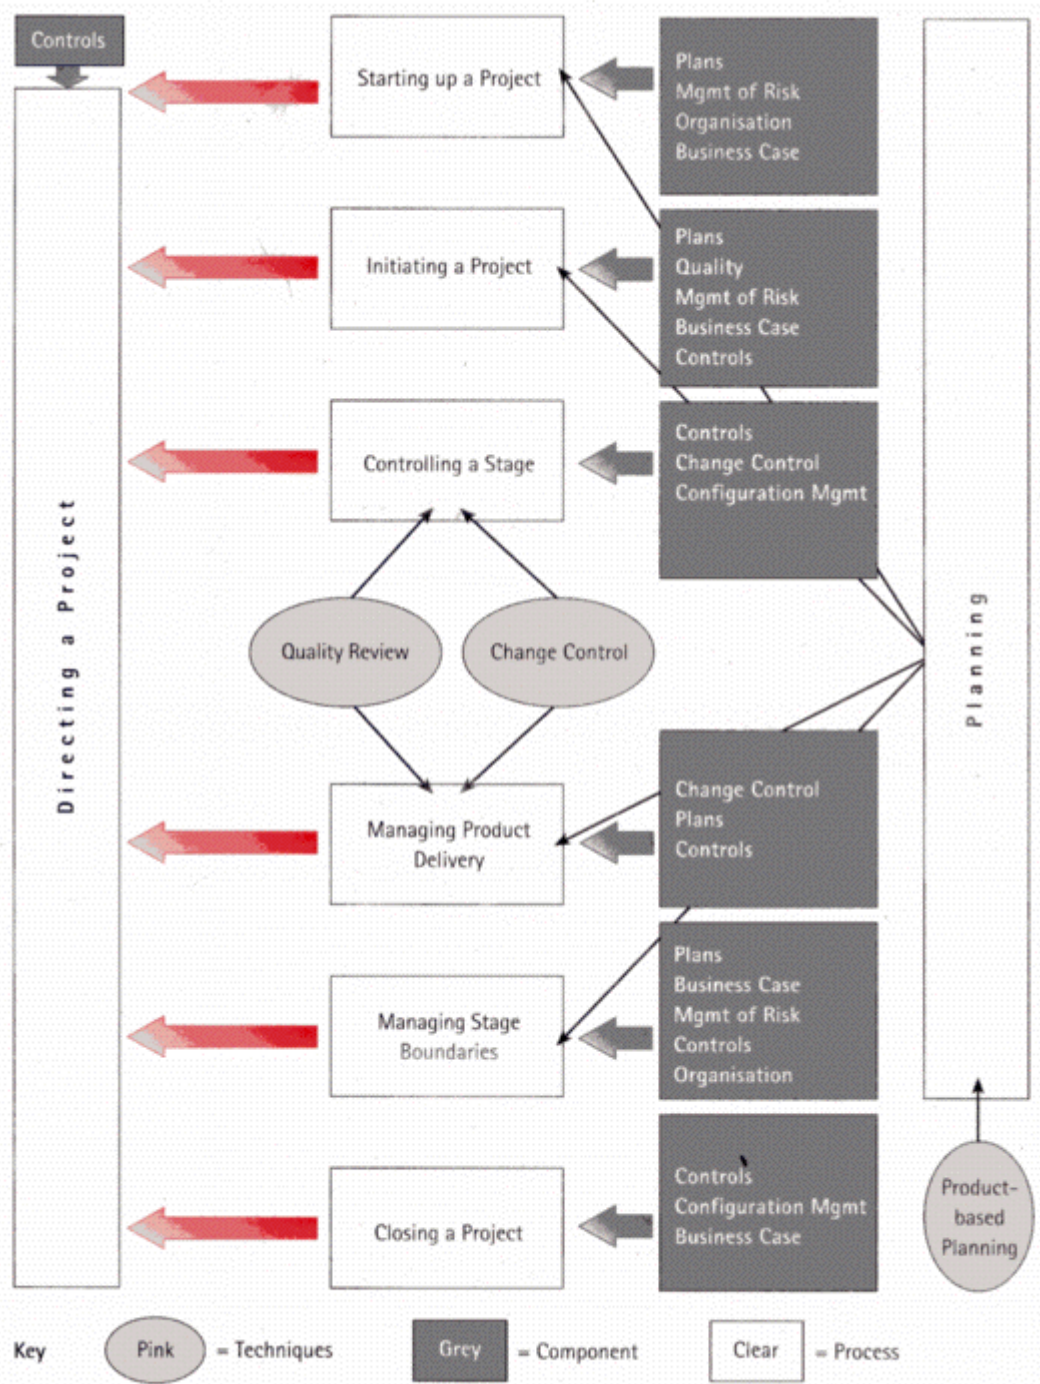 Controls
Directing a Project
Starting up a Project
Plans
Mgmt of Risk
Organisation
Business Case
Initiating a Project
Plans
Quality
Mgmt of Risk
Business Case
Controls
Controlling a Stage
Controls
Change Control
Configuration Mgmt
Quality Review
Change Control
Planning
Managing Product
Delivery
Change Control
Plans
Controls
Managing Stage
Boundaries
Plans
Business Case
Mgmt of Risk
Controls
Organisation
Closing a Project
Controls
Configuration Mgmt
Business Case
Product-
based
Planning
Key
Pink
= Techniques
Grey
= Component
Clear
= Process